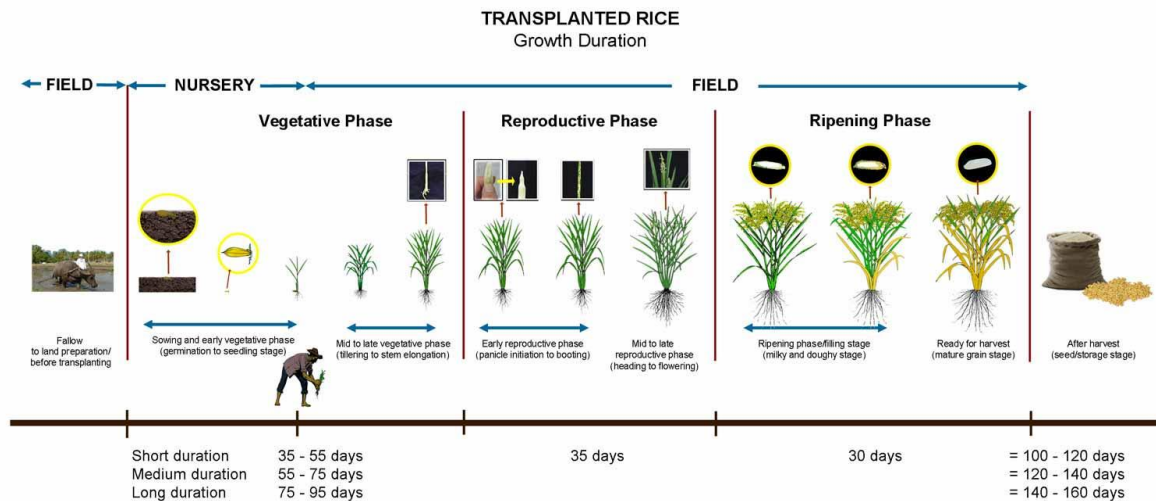 TRANSPLANTED RICE
Growth Duration
FIELD
NURSERY
FIELD
Vegetative Phase
Reproductive Phase
Ripening Phase
Fallow
to land preparation/
before transplanting
Sowing and early vegetative phase
(germination to seedling stage)
Mid to late vegetative phase
(tillering to stem elongation)
Early reproductive phase
(panicle initiation to booting)
Mid to late
reproductive phase
(heading to flowering)
Ripening phase/filling stage
(milky and doughy stage)
Ready for harvest
(mature grain stage)
After harvest
(seed/storage stage)
Short duration 35 - 55 days 35 days 30 days = 100 - 120 days
Medium duration 55 - 75 days = 120 - 140 days
Long duration 75 - 95 days = 140 - 160 days